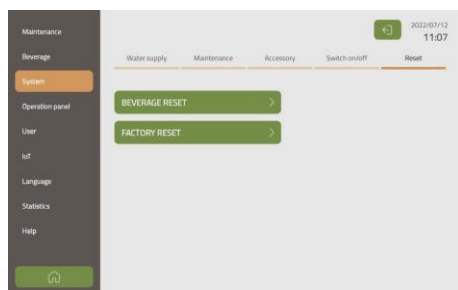 Maintenance
Beverage
System
Operation panel
User
IoT
Language
Statistics
Help
2022/07/12
11:07
Water supply
Maintenance
Accessory
Switch on/off
Reset
BEVERAGE RESET
FACTORY RESET